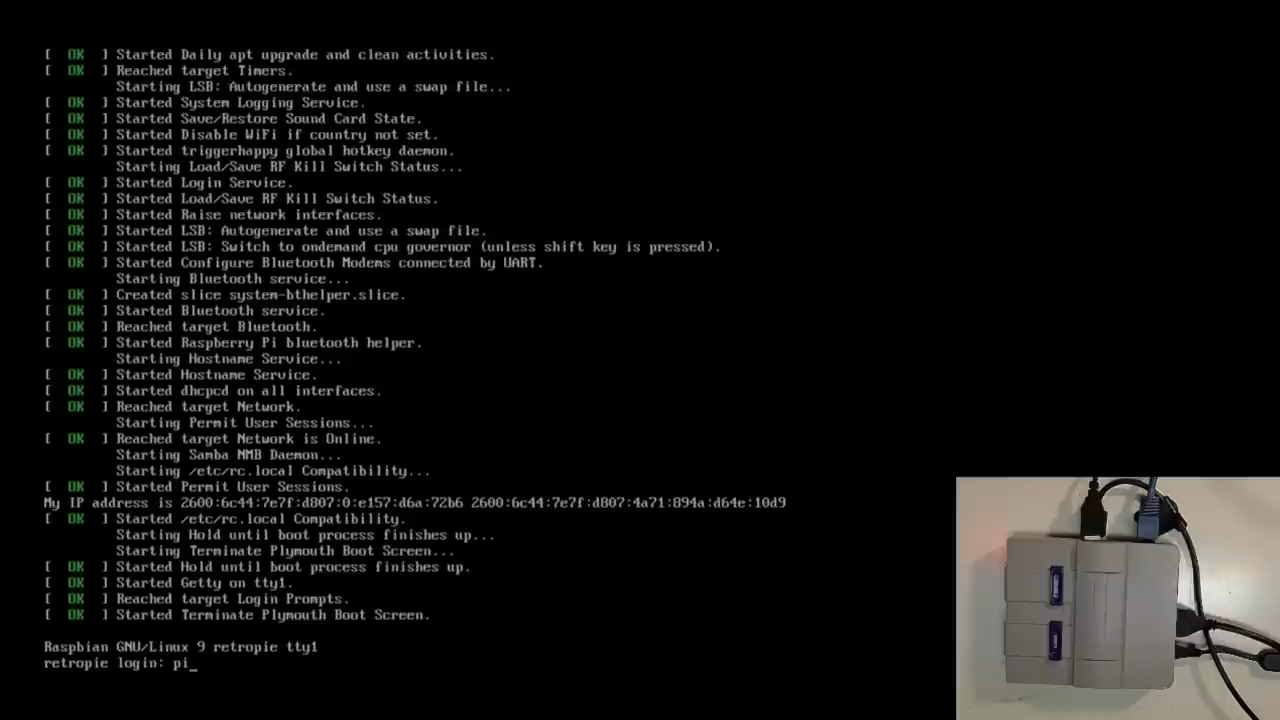 [  OK  ] Started Daily apt upgrade and clean activities.
[  OK  ] Reached target Timers.
Starting LSB: Autogenerate and use a swap file...
[  OK  ] Started System Logging Service.
[  OK  ] Started Save/Restore Sound Card State.
[  OK  ] Started Disable WiFi if country not set.
[  OK  ] Started triggerhappy global hotkey daemon.
Starting Load/Save RF Kill Switch Status...
[  OK  ] Started Login Service.
[  OK  ] Started Load/Save RF Kill Switch Status.
[  OK  ] Started Raise network interfaces.
[  OK  ] Started LSB: Autogenerate and use a swap file.
[  OK  ] Started LSB: Switch to ondemand cpu governor (unless shift key is pressed).
[  OK  ] Started Configure Bluetooth Modems connected by UART.
Starting Bluetooth service...
[  OK  ] Created slice system-bthelper.slice.
[  OK  ] Started Bluetooth service.
[  OK  ] Reached target Bluetooth.
[  OK  ] Started Raspberry Pi bluetooth helper.
Starting Hostname Service...
[  OK  ] Started Hostname Service.
[  OK  ] Started dhcpcd on all interfaces.
[  OK  ] Reached target Network.
Starting Permit User Sessions...
[  OK  ] Reached target Network is Online.
Starting Samba NMB Daemon...
Starting /etc/rc.local Compatibility...
[  OK  ] Started Permit User Sessions.
My IP address is 2600:6c44:7e7f:d807:0:e157:d6a:72b6 2600:6c44:7e7f:d807:4a71:894a:d64e:10d9
[  OK  ] Started /etc/rc.local Compatibility.
Starting Hold until boot process finishes up...
Starting Terminate Plymouth Boot Screen...
[  OK  ] Started Hold until boot process finishes up.
[  OK  ] Started Getty on tty1.
[  OK  ] Reached target Login Prompts.
[  OK  ] Started Terminate Plymouth Boot Screen.
Raspbian GNU/Linux 9 retropie tty1
retropie login: pi_